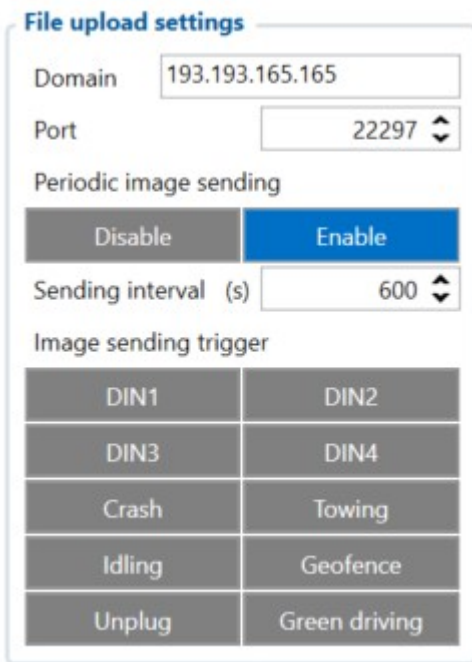 File upload settings
Domain 193.193.165.165
Port 22297
Periodic image sending
Disable Enable
Sending interval (s) 600
Image sending trigger
DIN1 DIN2
DIN3 DIN4
Crash Towing
Idling Geofence
Unplug Green driving